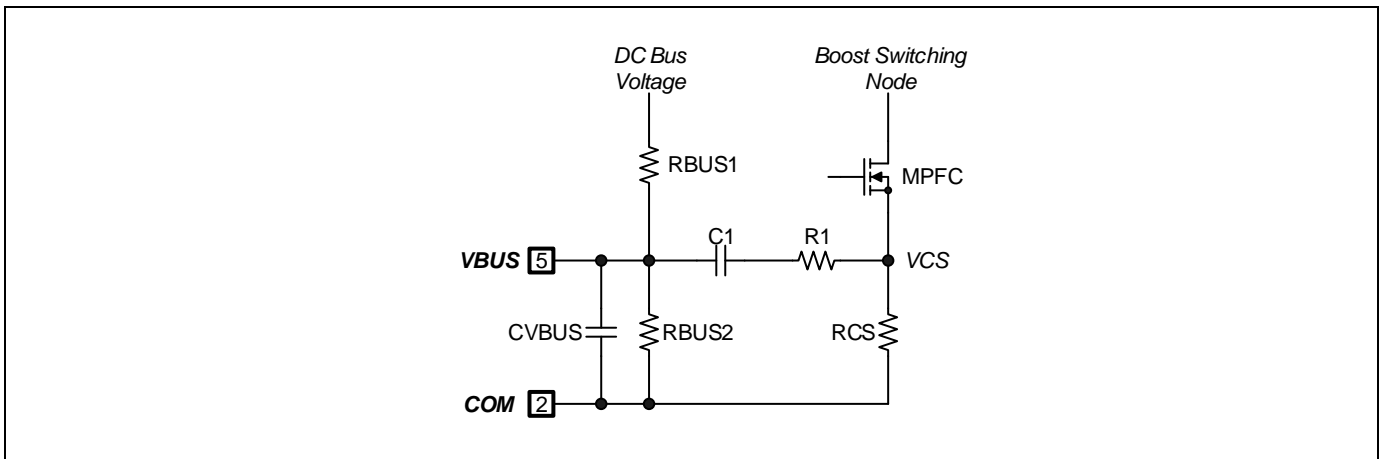 DC Bus
Voltage
Boost Switching
Node
RBUS1
MPFC
C1
R1
VBUS 5
VCS
CVBUS
RBUS2
RCS
COM 2